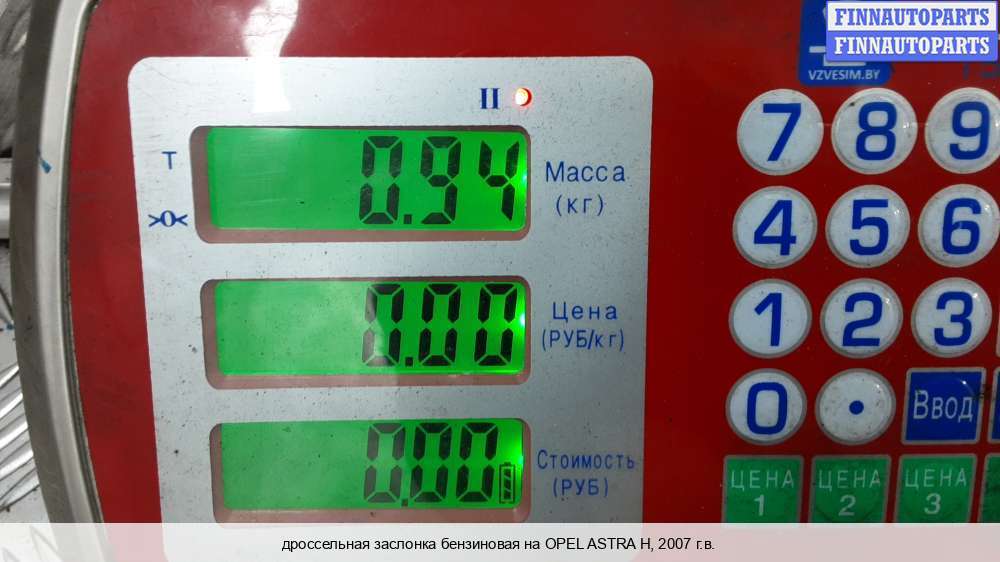 FINNAUTOPARTS
FINNAUTOPARTS
VZVESIM.BY
II
T
0.94
Масса
(кг)
>0<
0.00
Цена
(РУБ/кг)
0.00
Стоимость
(РУБ)
7 8 9
4 5 6
1 2 3
0 . Ввод
ЦЕНА 1
ЦЕНА 2
ЦЕНА 3
дроссельная заслонка бензиновая на OPEL ASTRA H, 2007 г.в.